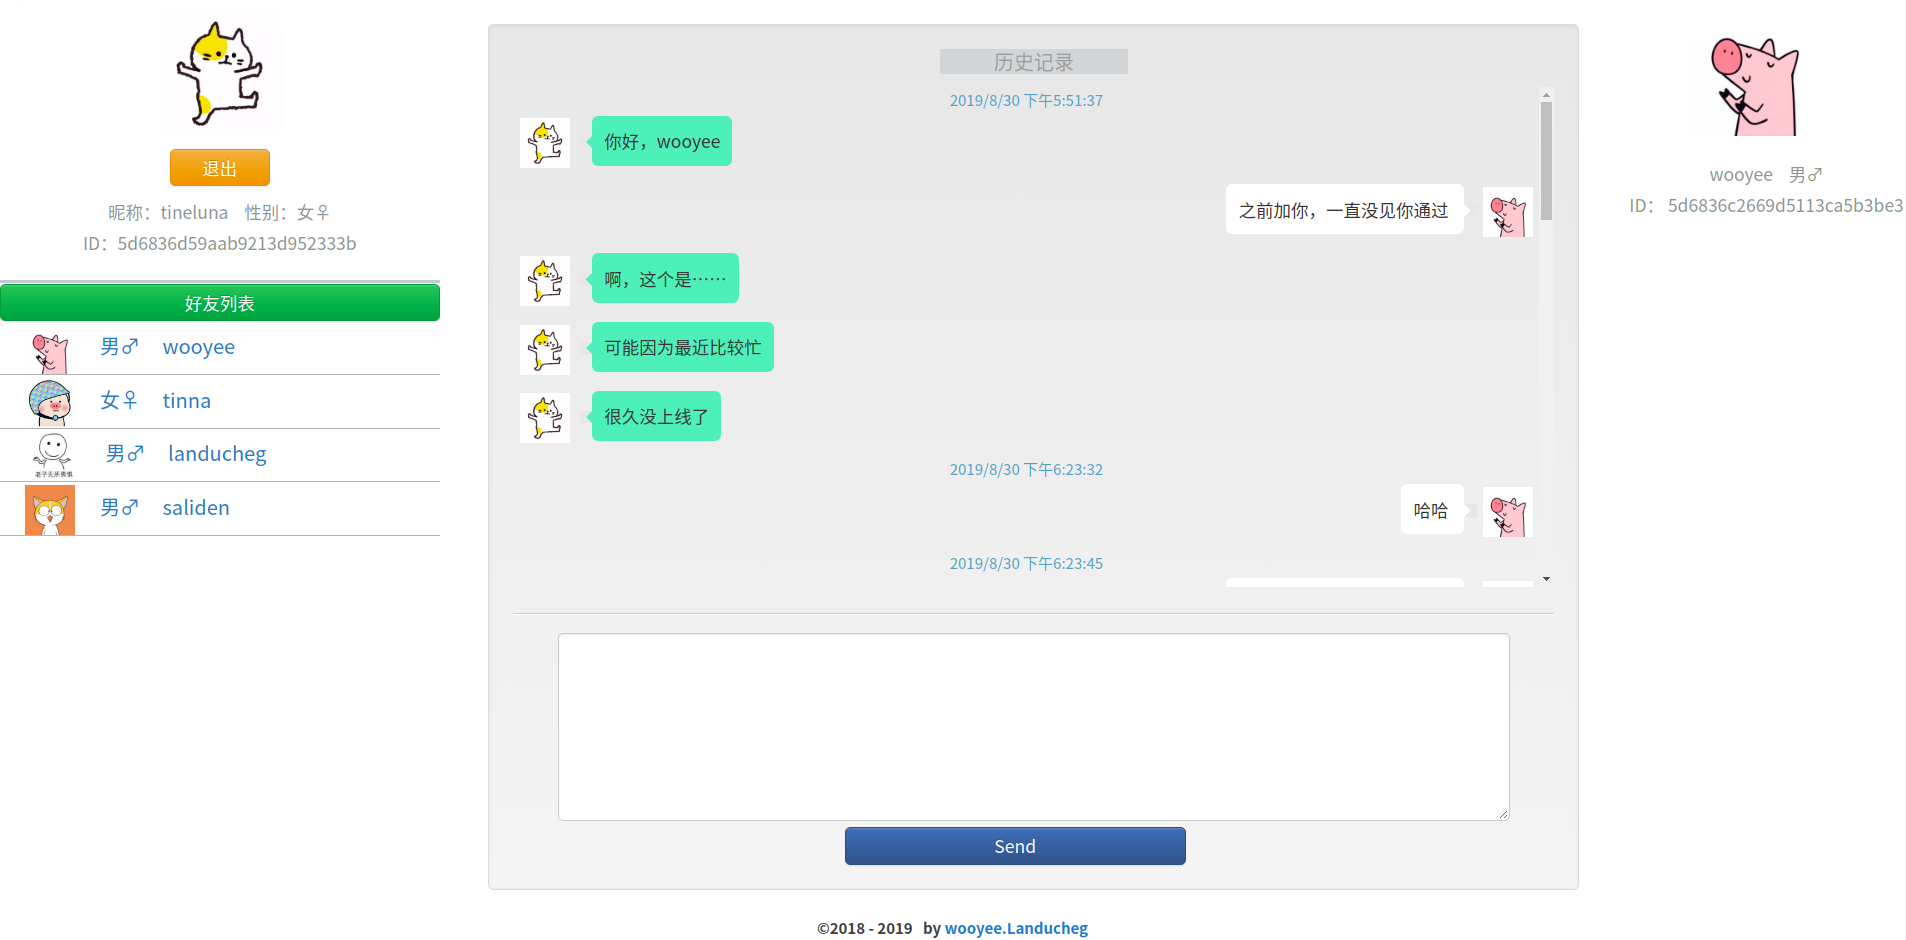 退出
昵称：tineluna 性别：女♀
ID：5d6836d59aab9213d952333b
好友列表
男♂ wooyee
女♀ tinna
男♂ landucheg
男♂ saliden
历史记录
2019/8/30 下午5:51:37
你好，wooyee
之前加你，一直没见你通过
啊，这个是……
可能因为最近比较忙
很久没上线了
2019/8/30 下午6:23:32
哈哈
2019/8/30 下午6:23:45
Send
wooyee 男♂
ID： 5d6836c2669d5113ca5b3be3
©2018 - 2019 by wooyee.Landucheg